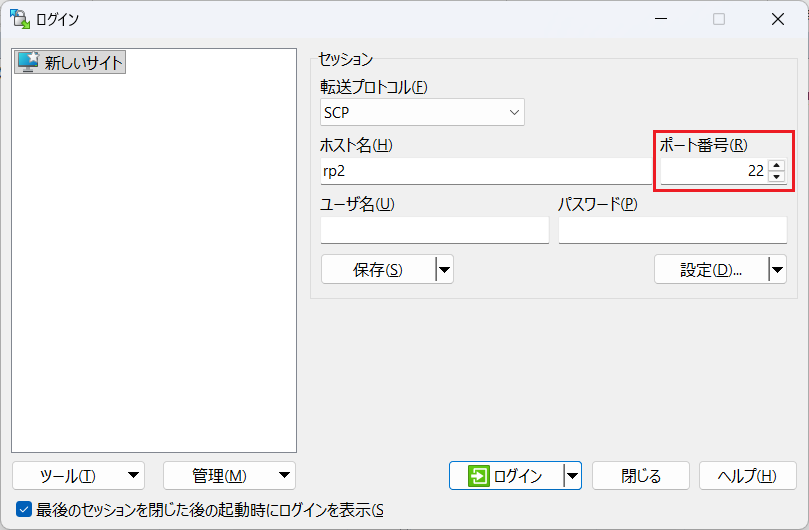 ログイン
新しいサイト
セッション
転送プロトコル(F)
SCP
ホスト名(H)
ポート番号(R)
rp2
22
ユーザ名(U)
パスワード(P)
保存(S)
設定(D)...
ツール(T)
管理(M)
ログイン
閉じる
ヘルプ(H)
最後のセッションを閉じた後の起動時にログインを表示(S